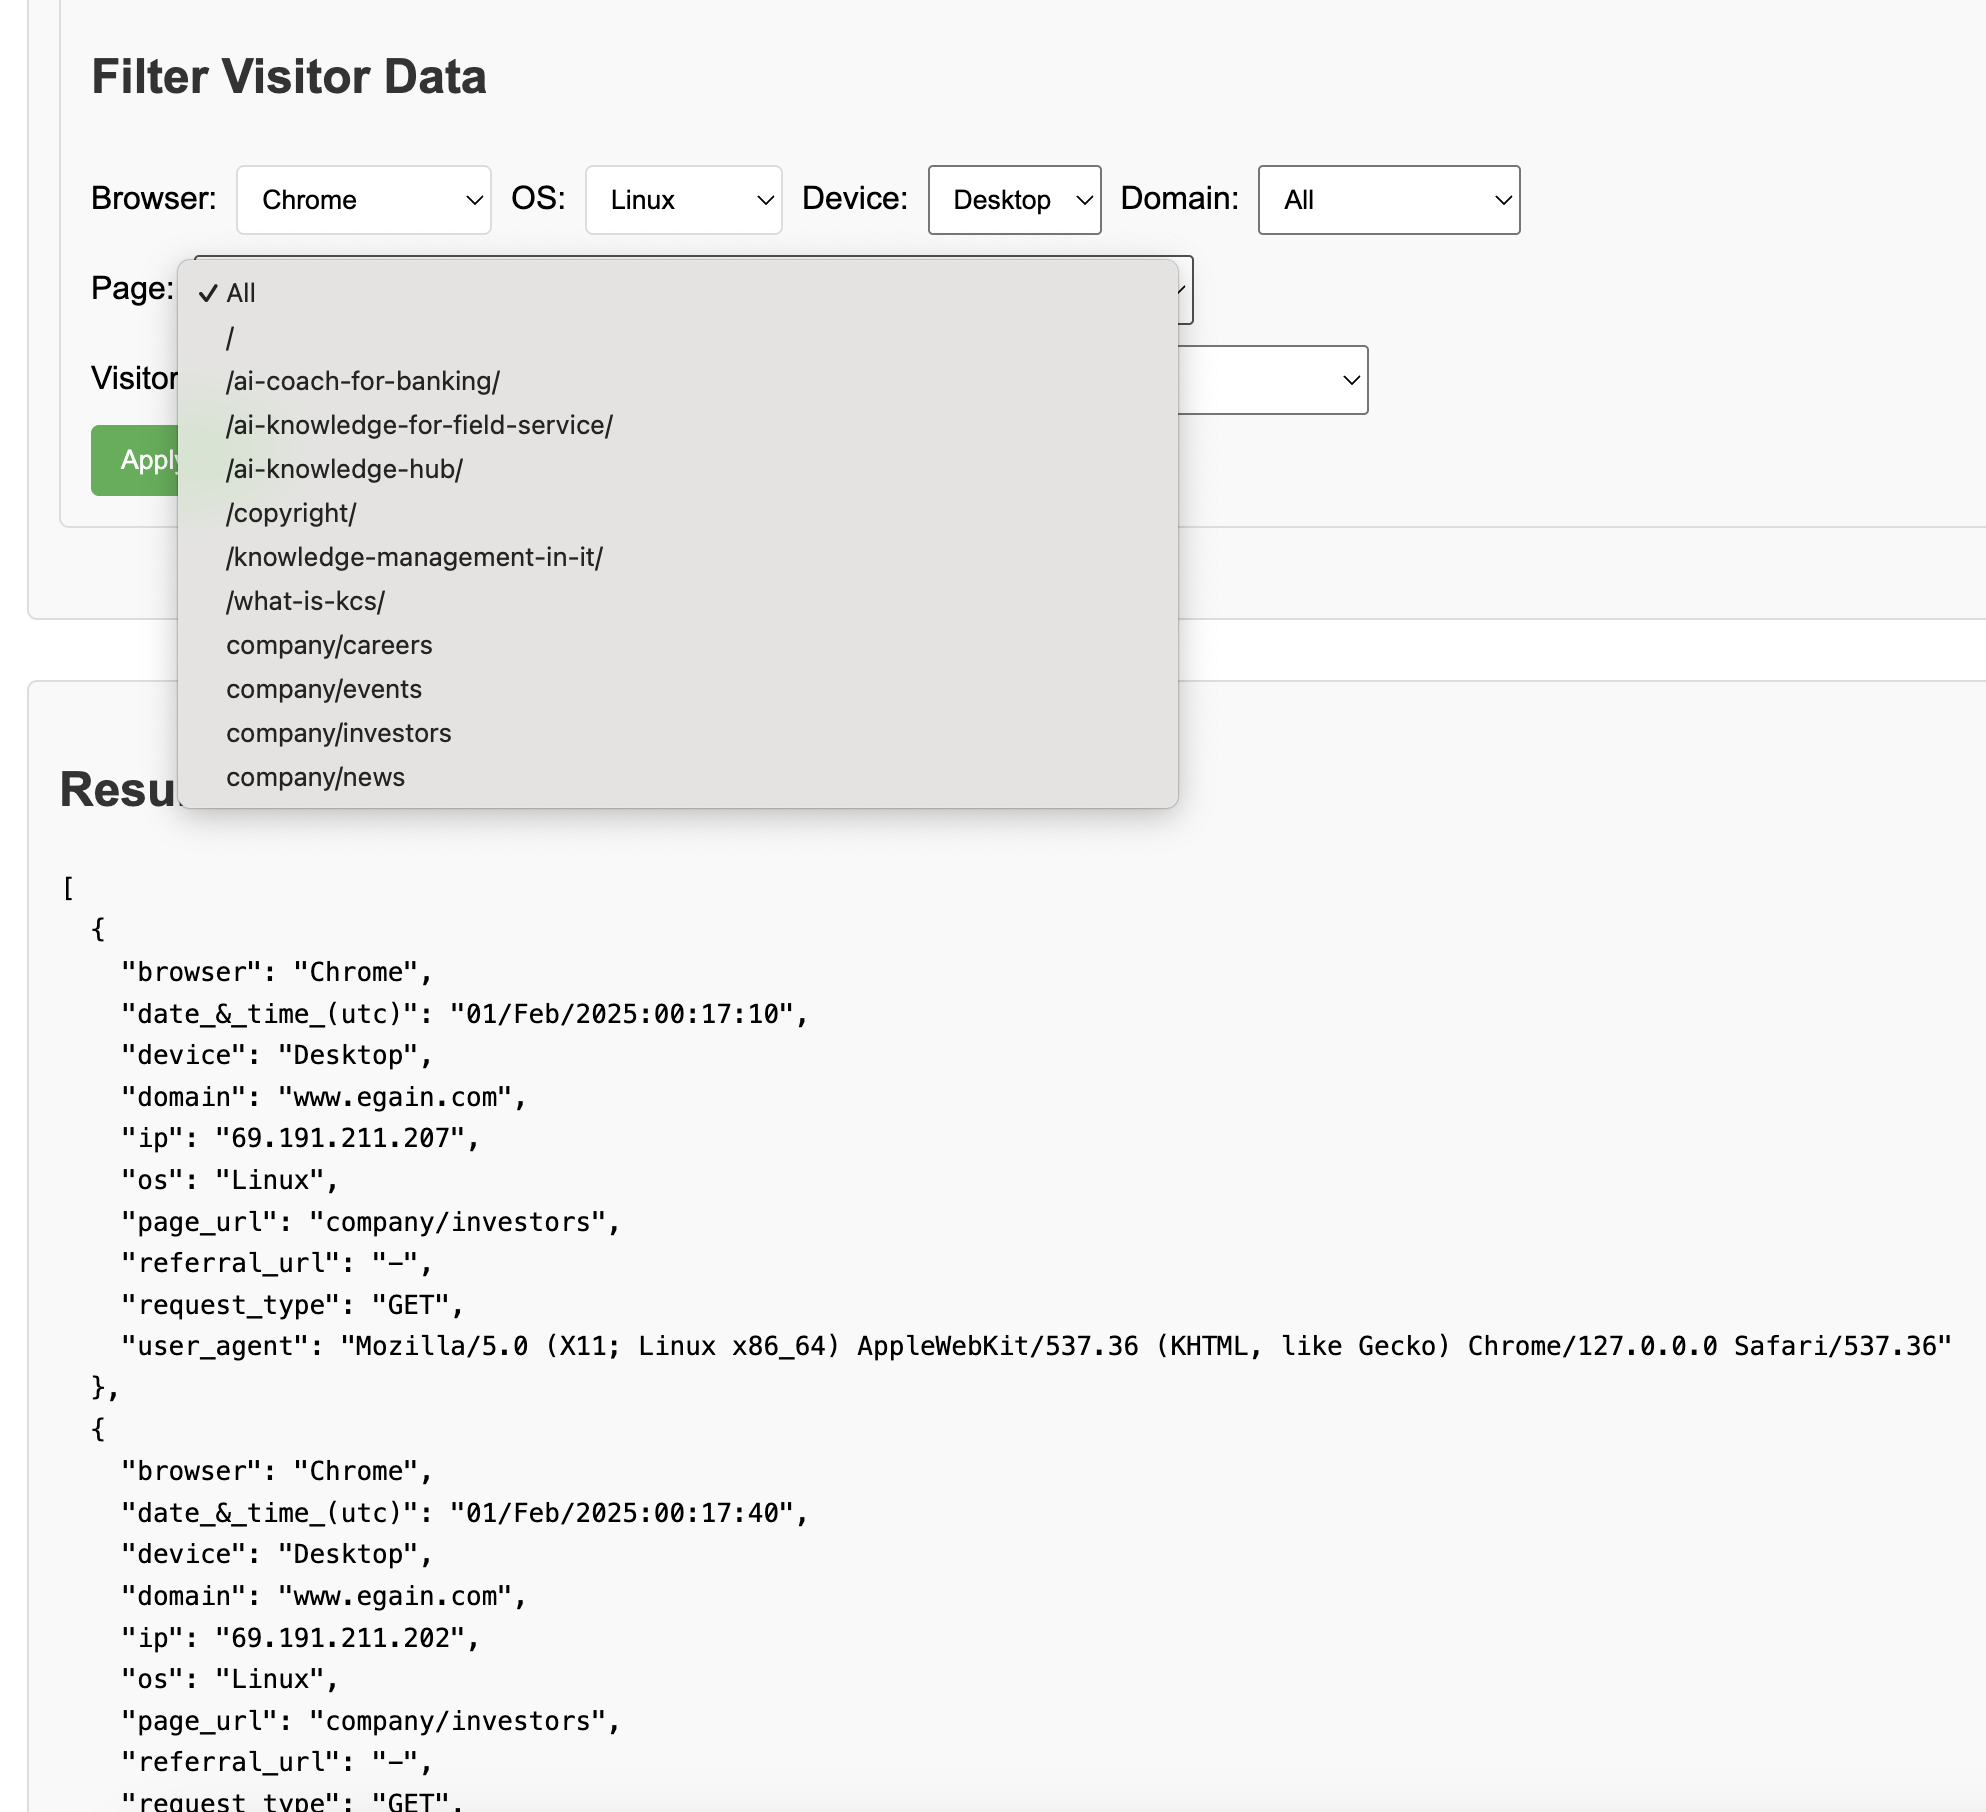 Filter Visitor Data
Browser: Chrome OS: Linux Device: Desktop Domain: All
Page:
✓ All
/
/ai-coach-for-banking/
/ai-knowledge-for-field-service/
/ai-knowledge-hub/
/copyright/
/knowledge-management-in-it/
/what-is-kcs/
company/careers
company/events
company/investors
company/news
Visitor
Apply
[
{
"browser": "Chrome",
"date_&_time_(utc)": "01/Feb/2025:00:17:10",
"device": "Desktop",
"domain": "www.egain.com",
"ip": "69.191.211.207",
"os": "Linux",
"page_url": "company/investors",
"referral_url": "-",
"request_type": "GET",
"user_agent": "Mozilla/5.0 (X11; Linux x86_64) AppleWebKit/537.36 (KHTML, like Gecko) Chrome/127.0.0.0 Safari/537.36"
},
{
"browser": "Chrome",
"date_&_time_(utc)": "01/Feb/2025:00:17:40",
"device": "Desktop",
"domain": "www.egain.com",
"ip": "69.191.211.202",
"os": "Linux",
"page_url": "company/investors",
"referral_url": "-",
"request_type": "GET",